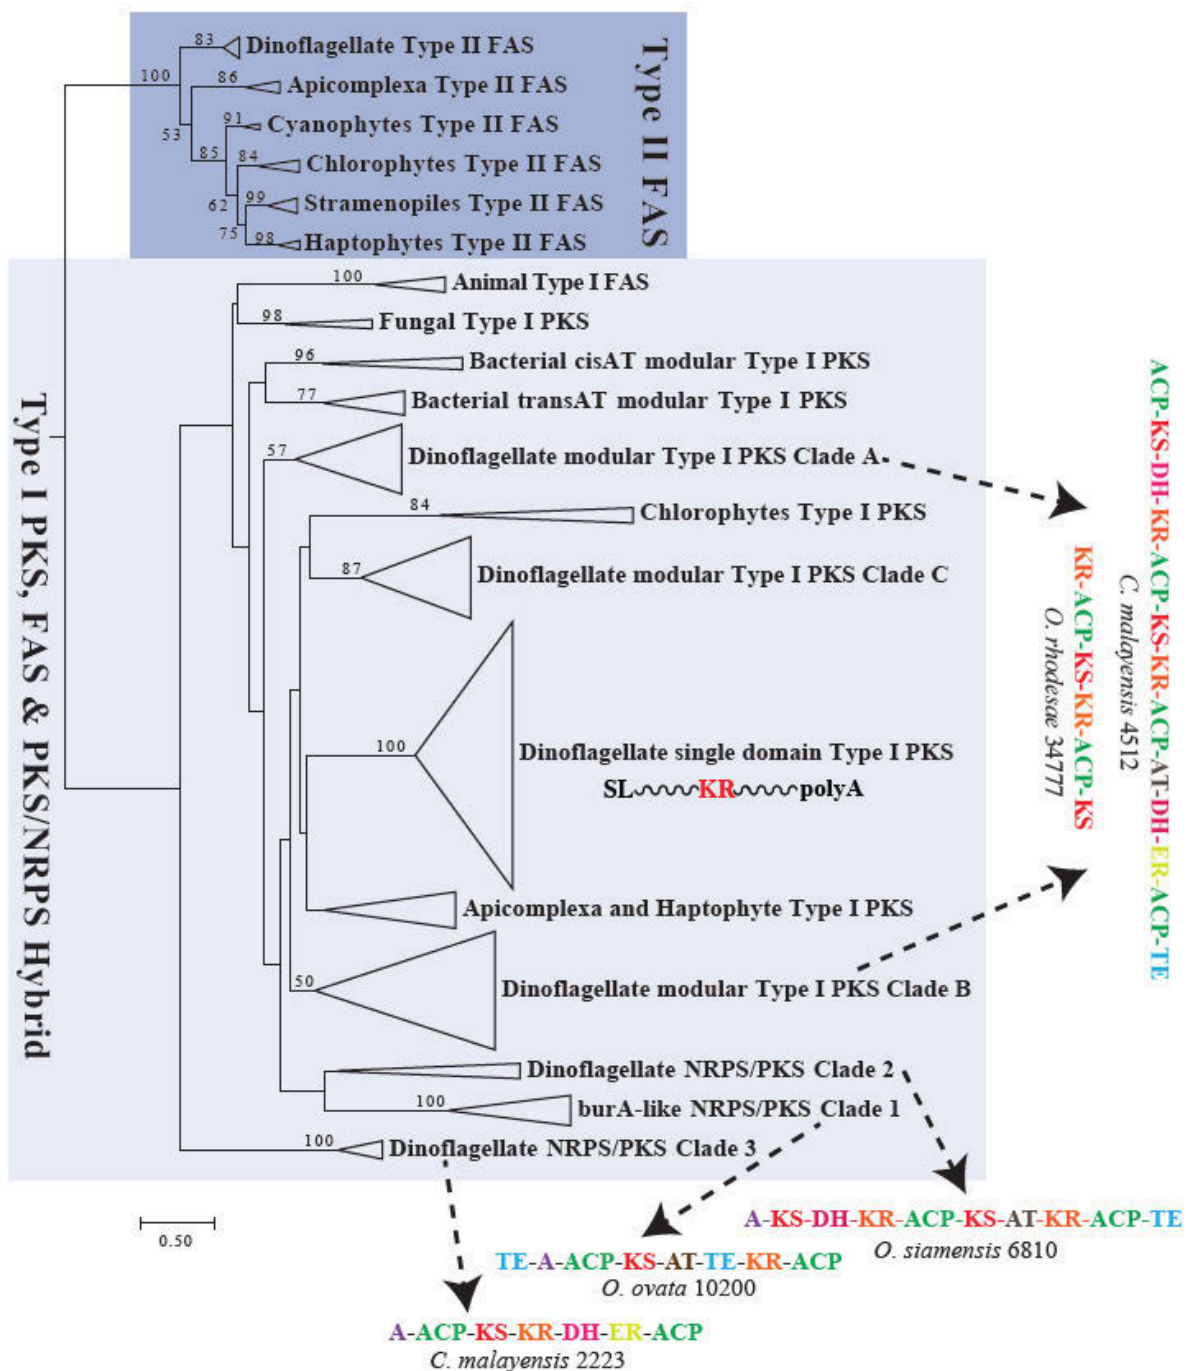 83
Dinoflagellate Type II FAS
100
86
Apicomplexa Type II FAS
91
Cyanophytes Type II FAS
53
85
84
Chlorophytes Type II FAS
62
99
Stramenopiles Type II FAS
75
98
Haptophytes Type II FAS
Type II FAS
100
Animal Type I FAS
98
Fungal Type I PKS
96
Bacterial cisAT modular Type I PKS
77
Bacterial transAT modular Type I PKS
57
Dinoflagellate modular Type I PKS Clade A
84
Chlorophytes Type I PKS
87
Dinoflagellate modular Type I PKS Clade C
100
Dinoflagellate single domain Type I PKS
SL KR polyA
Apicomplexa and Haptophyte Type I PKS
50
Dinoflagellate modular Type I PKS Clade B
Dinoflagellate NRPS/PKS Clade 2
100
burA-like NRPS/PKS Clade 1
100
Dinoflagellate NRPS/PKS Clade 3
Type I PKS, FAS & PKS/NRPS Hybrid
ACP-KS-DH-KR-ACP-KS-KR-ACP-AT-DH-ER-ACP-TE
C. malayensis 4512
KR-ACP-KS-KR-ACP-KS
O. rhodesae 34777
0.50
A-KS-DH-KR-ACP-KS-AT-KR-ACP-TE
O. siamensis 6810
TE-A-ACP-KS-AT-TE-KR-ACP
O. ovata 10200
A-ACP-KS-KR-DH-ER-ACP
C. malayensis 2223